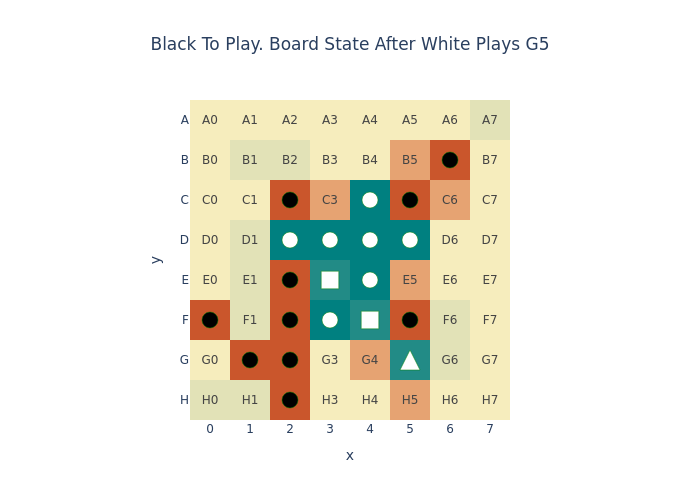 Black To Play. Board State After White Plays G5
A A0 A1 A2 A3 A4 A5 A6 A7
B B0 B1 B2 B3 B4 B5 B7
C C0 C1 C3 C6 C7
D D0 D1 D6 D7
y
E E0 E1 E5 E6 E7
F F1 F6 F7
G G0 G3 G4 G6 G7
H H0 H1 H3 H4 H5 H6 H7
0 1 2 3 4 5 6 7
x